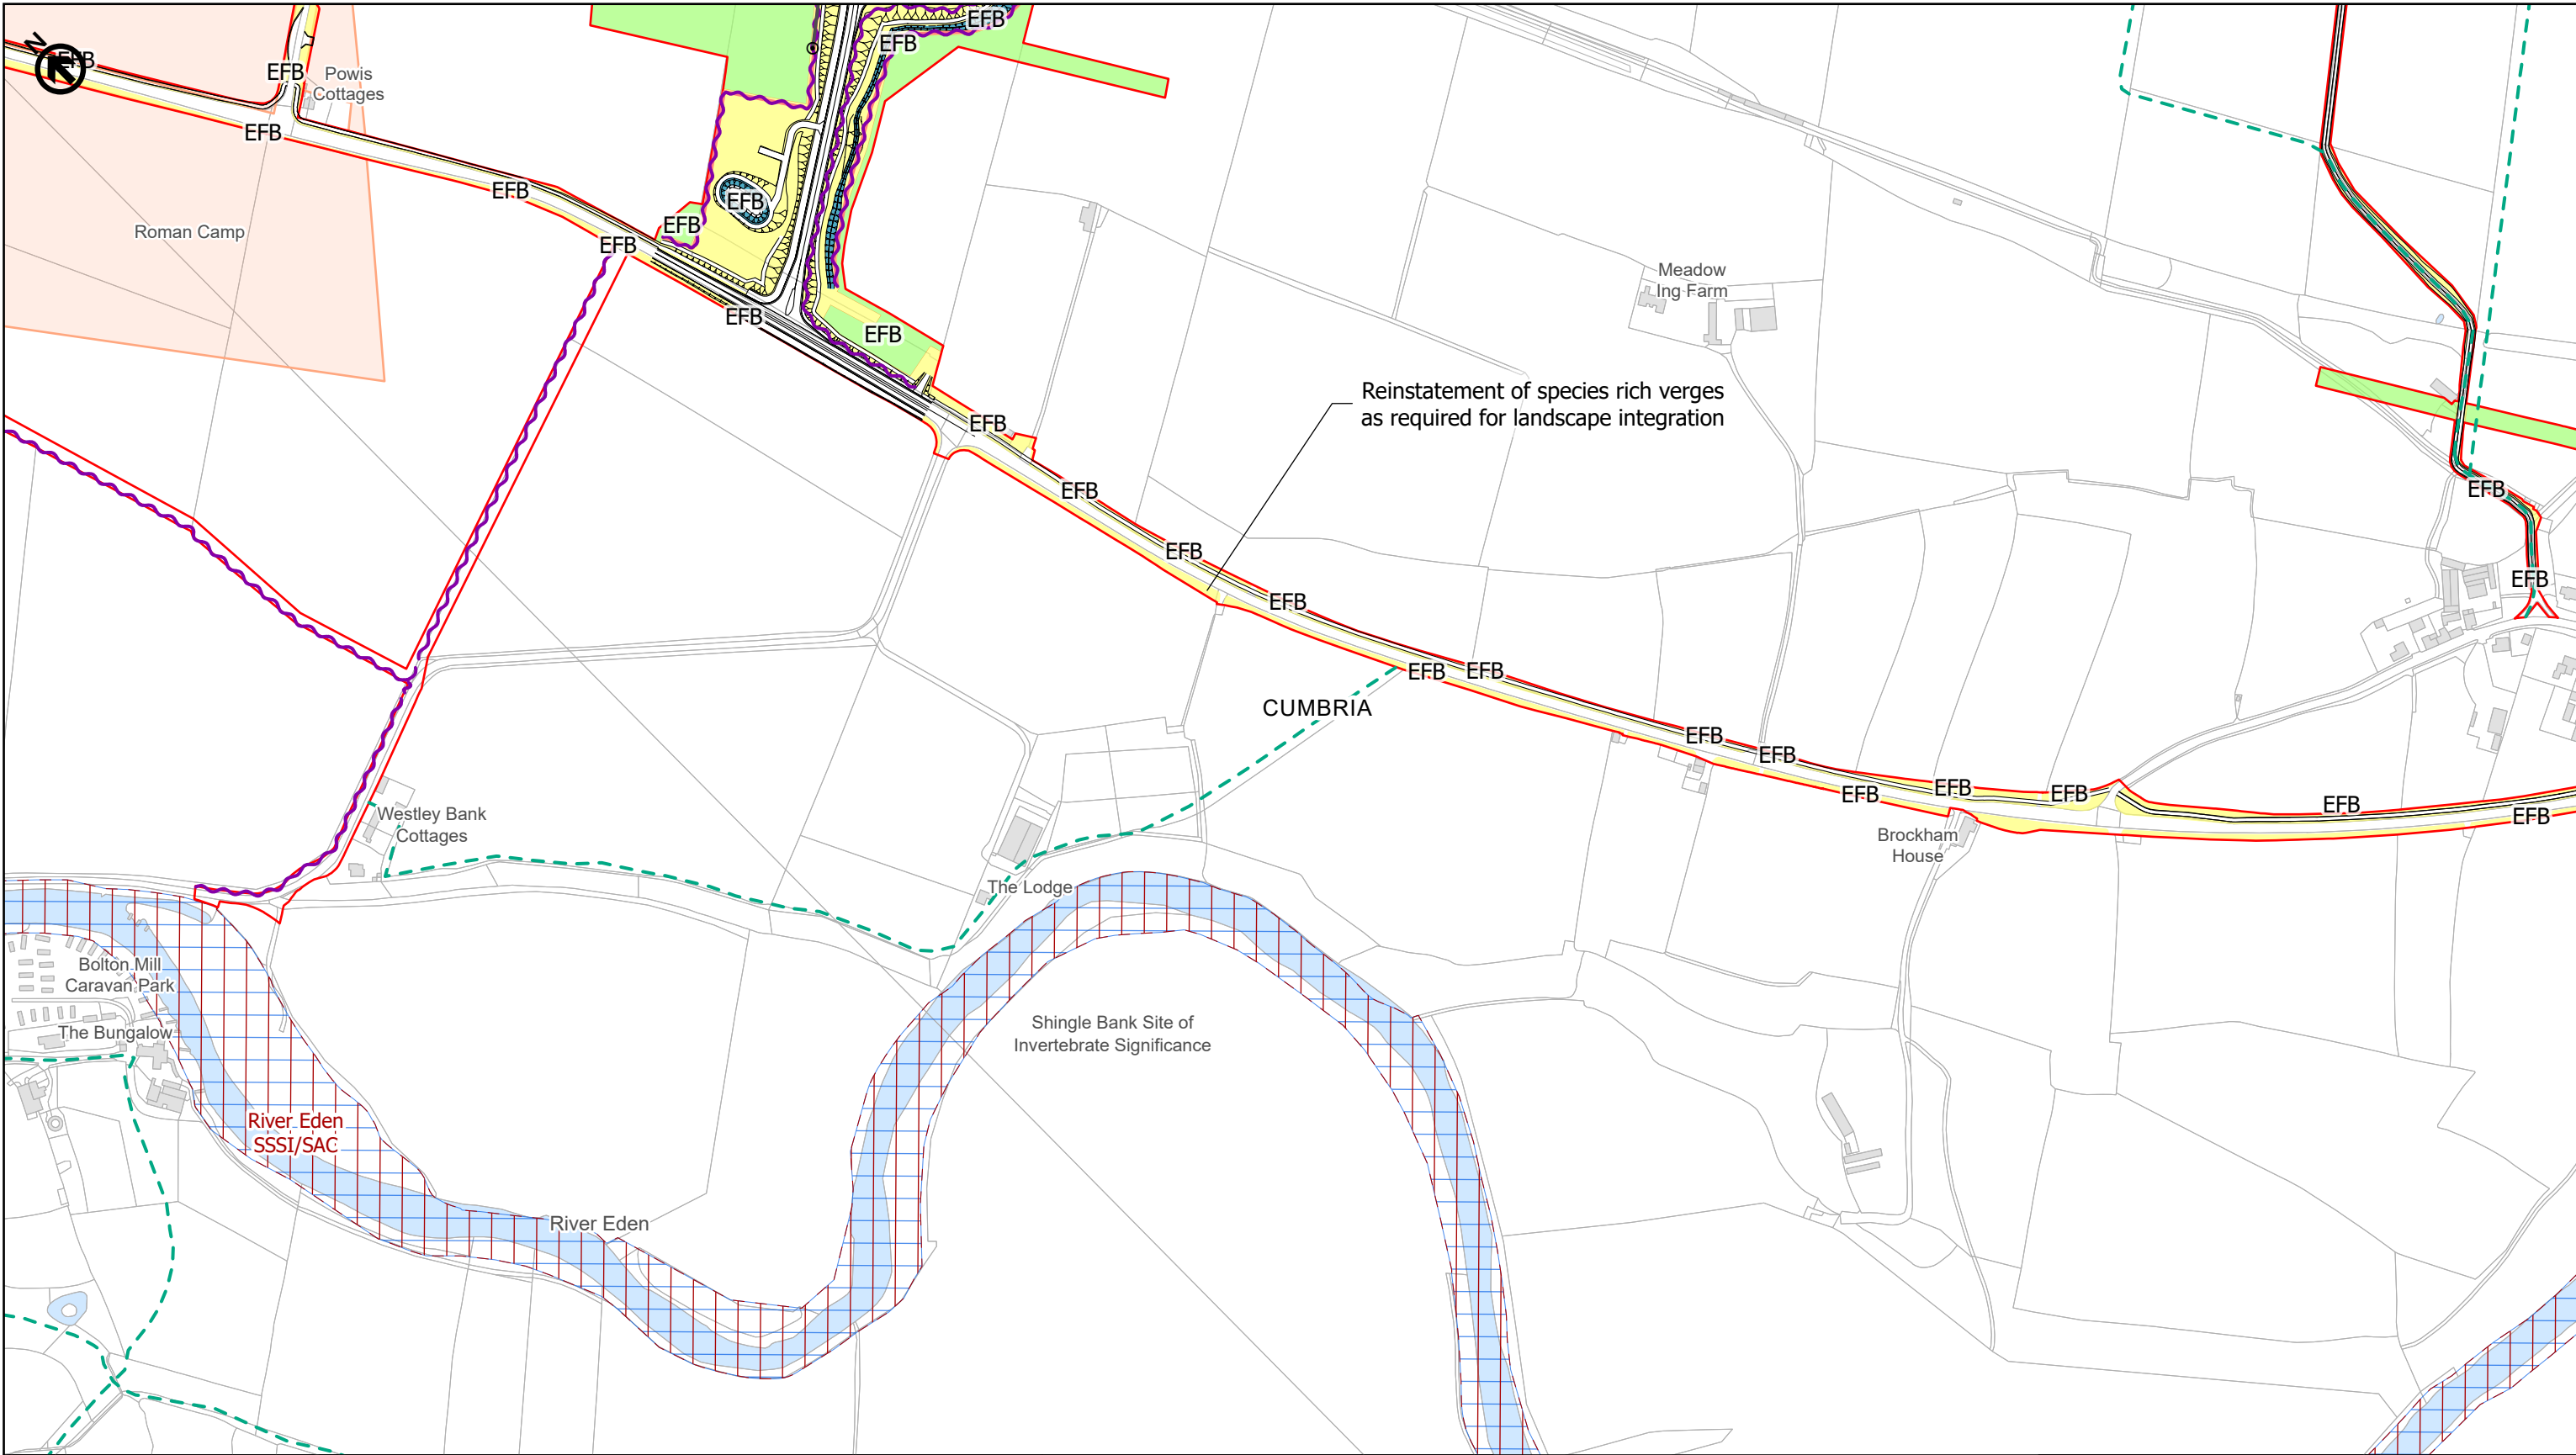 EFB
EFB
N
EFB
EFB
Powis
Cottages
EFB
EFB
EFB
EFB
Roman Camp
EFB
EFB
Meadow
Ing Farm
EFB
EFB
Reinstatement of species rich verges
as required for landscape integration
EFB
EFB
EFB
EFB
EFB
EFB
EFB
EFB
CUMBRIA
EFB
EFB
EFB
EFB
EFB
EFB
EFB
Westley Bank
Cottages
Brockham
House
The Lodge
Bolton Mill
Caravan Park
Shingle Bank Site of
Invertebrate Significance
The Bungalow
River Eden
SSSI/SAC
River Eden